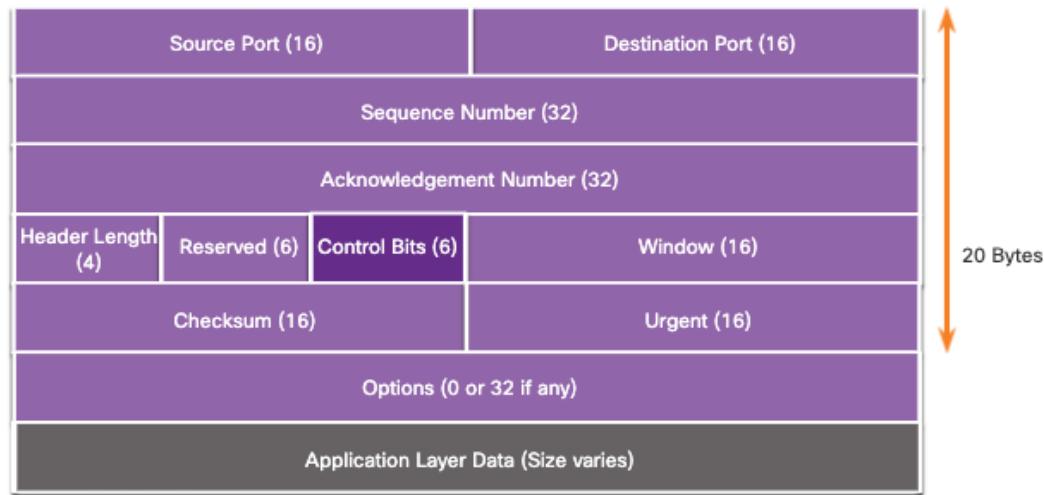 Source Port (16)
Destination Port (16)
Sequence Number (32)
Acknowledgement Number (32)
Header Length
(4)
Reserved (6)
Control Bits (6)
Window (16)
20 Bytes
Checksum (16)
Urgent (16)
Options (0 or 32 if any)
Application Layer Data (Size varies)